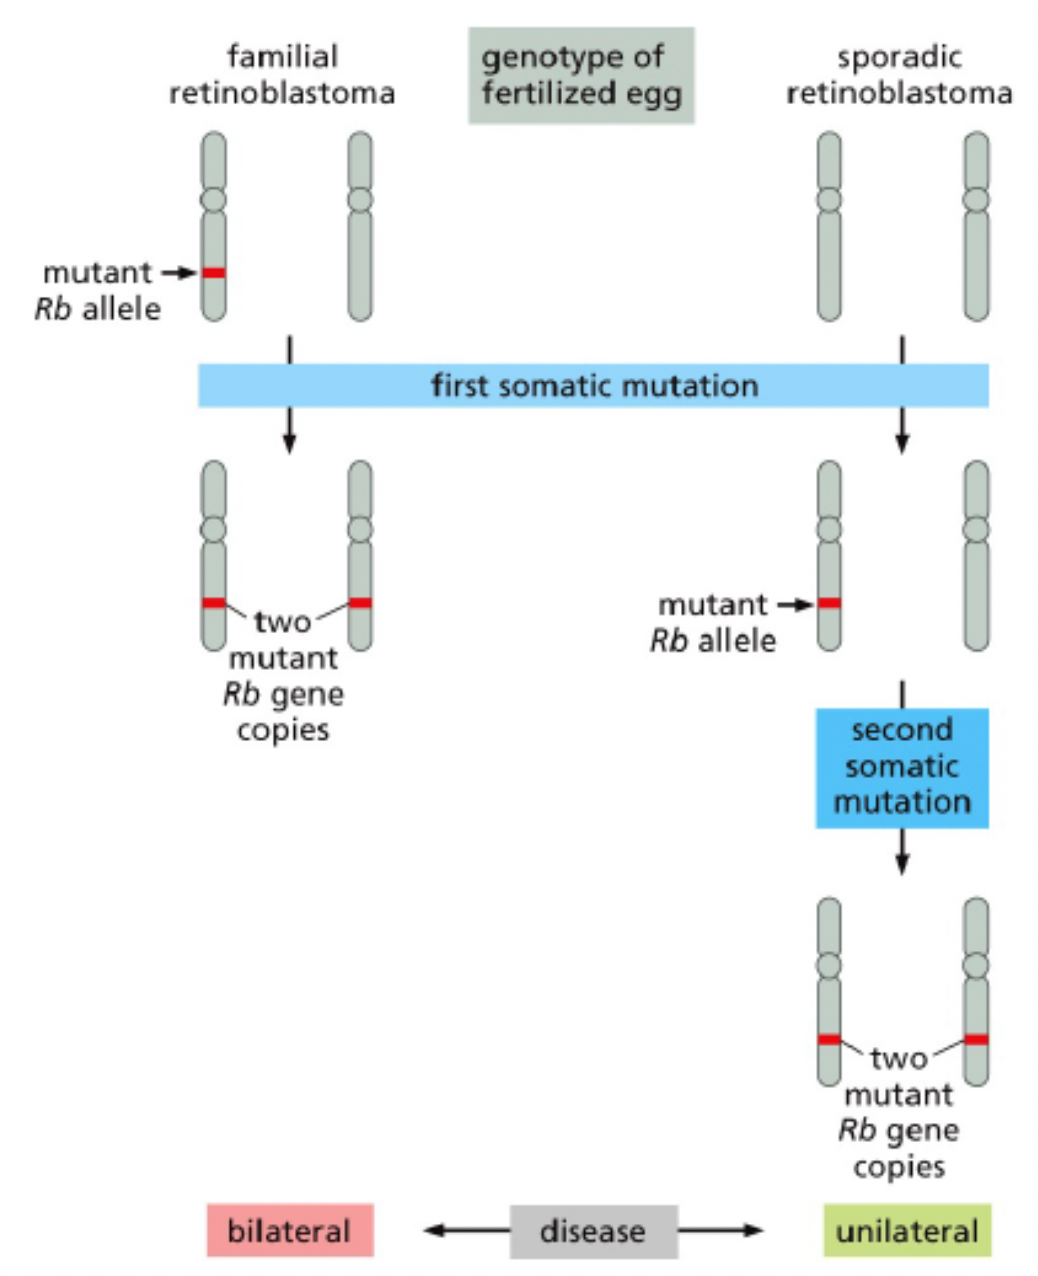 familial
retinoblastoma
genotype of
fertilized egg
sporadic
retinoblastoma
mutant
Rb allele
first somatic mutation
two
mutant
Rb gene
copies
mutant
Rb allele
second
somatic
mutation
two
mutant
Rb gene
copies
bilateral
disease
unilateral